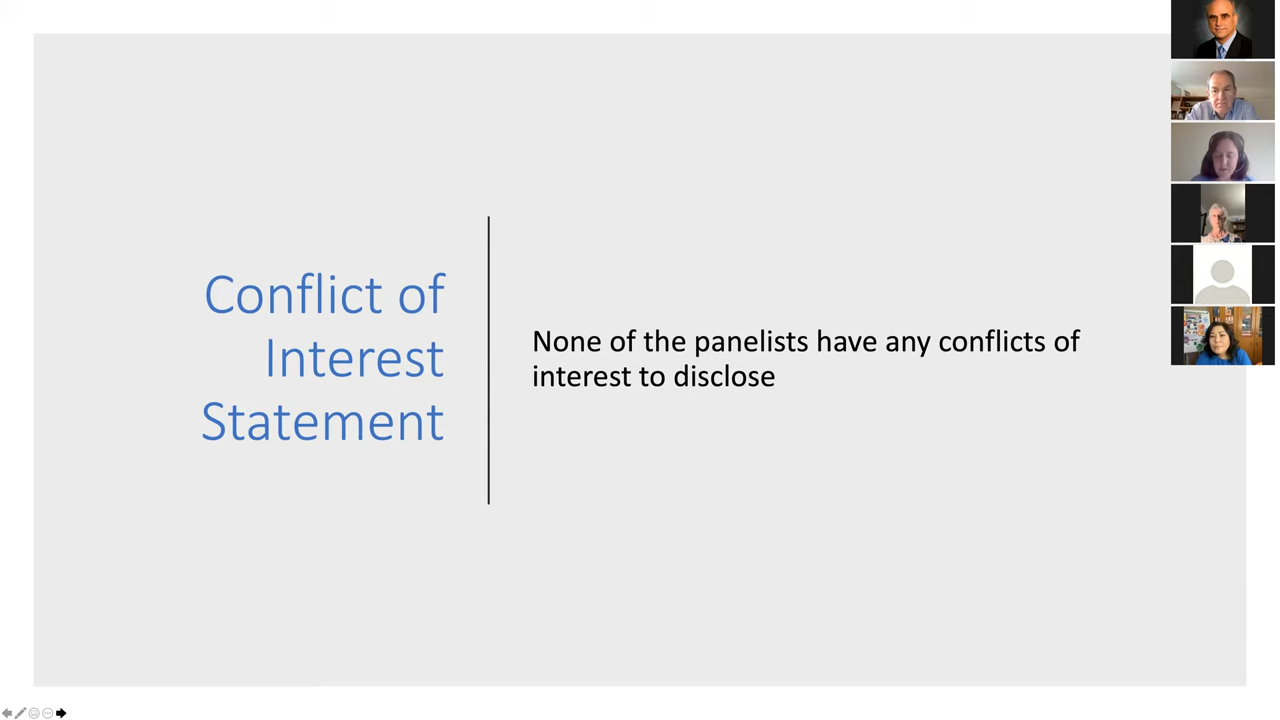 Conflict of
Interest
Statement
None of the panelists have any conflicts of
interest to disclose